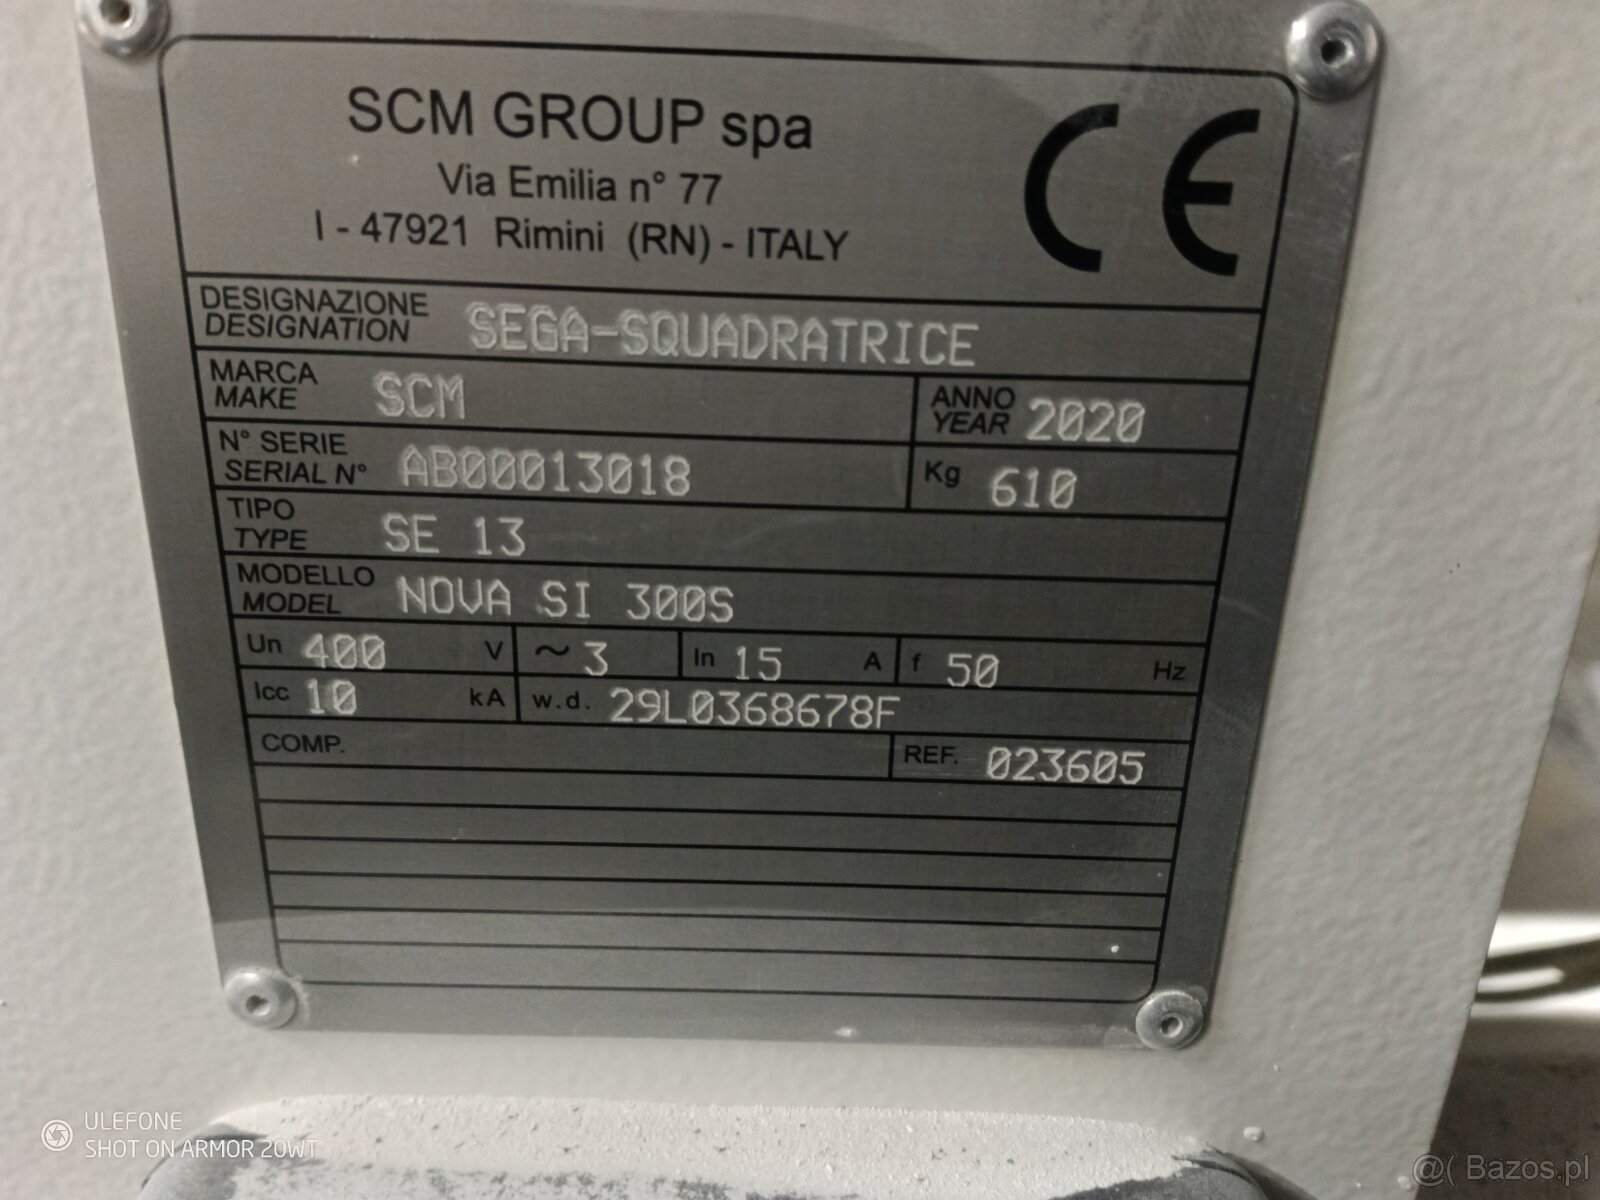 SCM GROUP spa
Via Emilia n° 77
I - 47921 Rimini (RN) - ITALY
CE
DESIGNAZIONE
DESIGNATION SEGA-SQUADRATRICE
MARCA
MAKE SCM
ANNO
YEAR 2020
N° SERIE
SERIAL N° AB00013018
Kg 610
TIPO
TYPE SE 13
MODELLO
MODEL NOVA SI 300S
Un 400 V ~ 3 In 15 A f 50 Hz
Icc 10 kA w.d. 29L0368678F
COMP. REF. 023605
ULEFONE
SHOT ON ARMOR 20WT
@( Bazos.pl